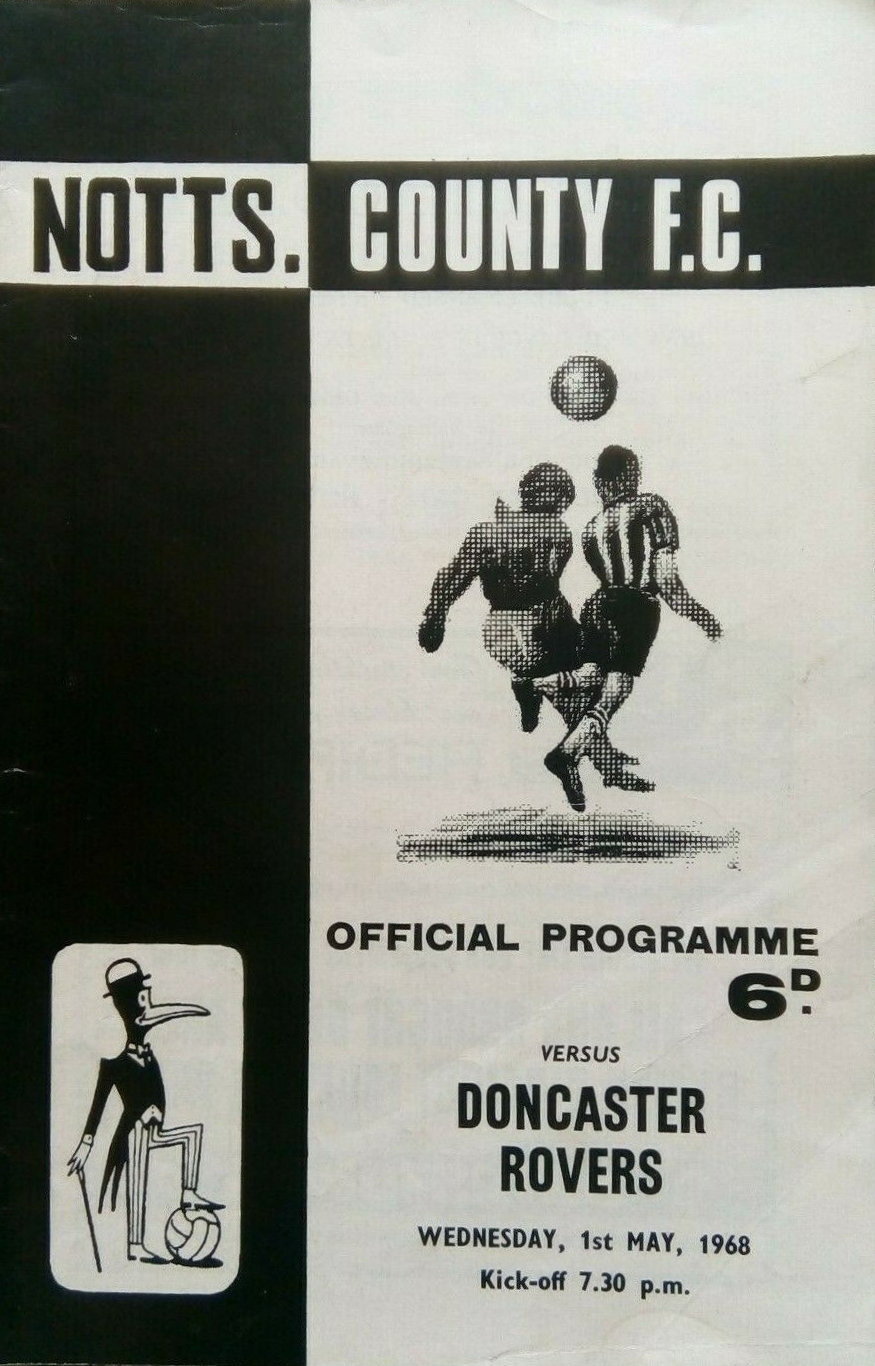 NOTTS. COUNTY F.C.
OFFICIAL PROGRAMME
6D.
VERSUS
DONCASTER
ROVERS
WEDNESDAY, 1st MAY, 1968
Kick-off 7.30 p.m.